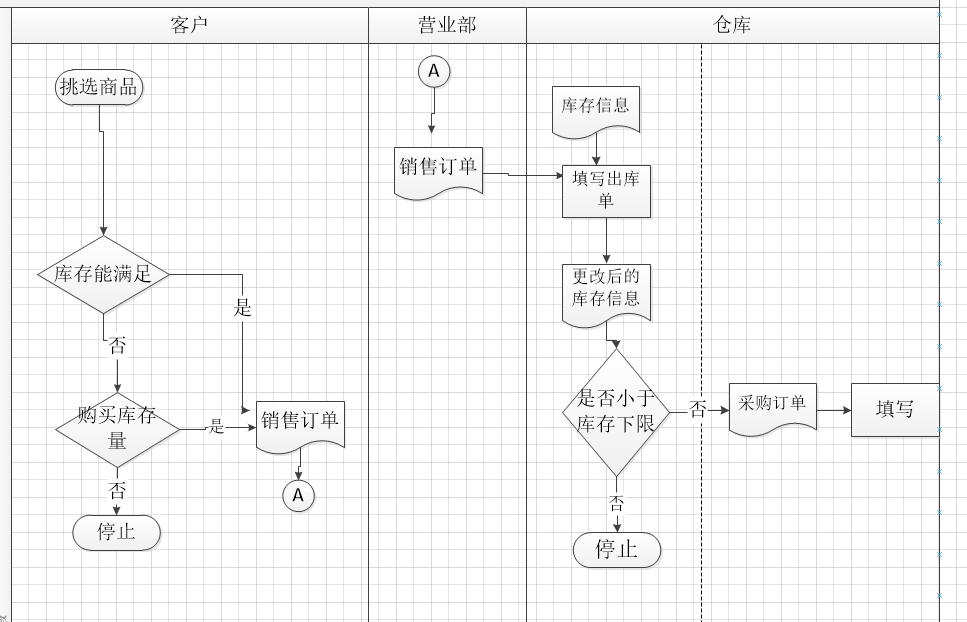 客户
营业部
仓库
挑选商品
库存能满足
是
否
购买库存
量
是
销售订单
A
否
停止
A
销售订单
库存信息
填写出库
单
更改后的
库存信息
是否小于
库存下限
否
采购订单
填写
否
停止